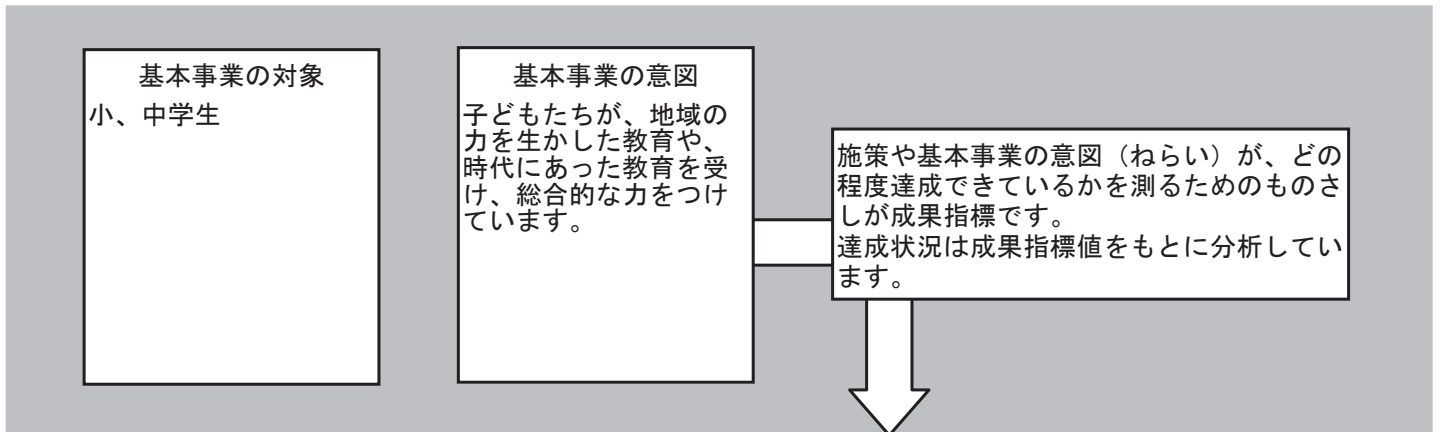 基本事業の対象
小、中学生
基本事業の意図
子どもたちが、地域の
力を生かした教育や、
時代にあった教育を受
け、総合的な力をつけ
ています。
施策や基本事業の意図（ねらい）が、どの
程度達成できているかを測るためのものさ
しが成果指標です。
達成状況は成果指標値をもとに分析してい
ます。